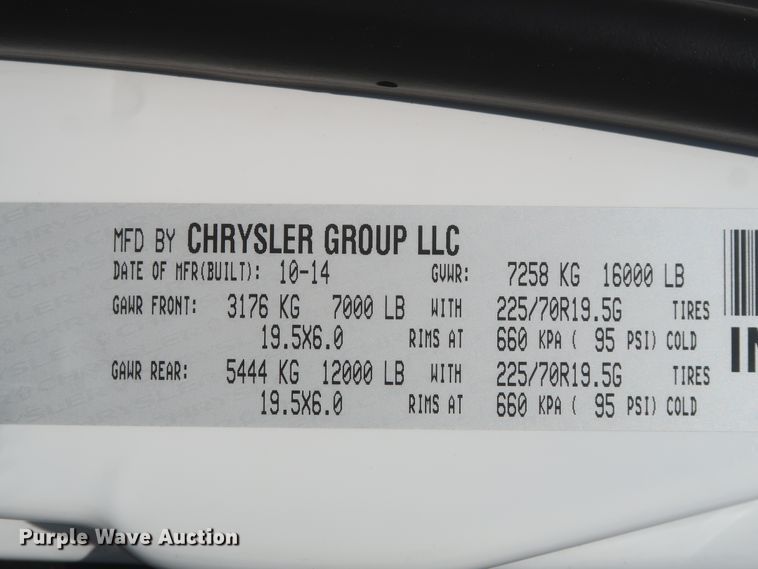 MFD BY CHRYSLER GROUP LLC
DATE OF MFR(BUILT): 10-14 GVWR: 7258 KG 16000 LB
GAWR FRONT: 3176 KG 7000 LB WITH 225/70R19.5G TIRES
19.5X6.0 RIMS AT 660 KPA ( 95 PSI) COLD
GAWR REAR: 5444 KG 12000 LB WITH 225/70R19.5G TIRES
19.5X6.0 RIMS AT 660 KPA ( 95 PSI) COLD
Purple Wave Auction